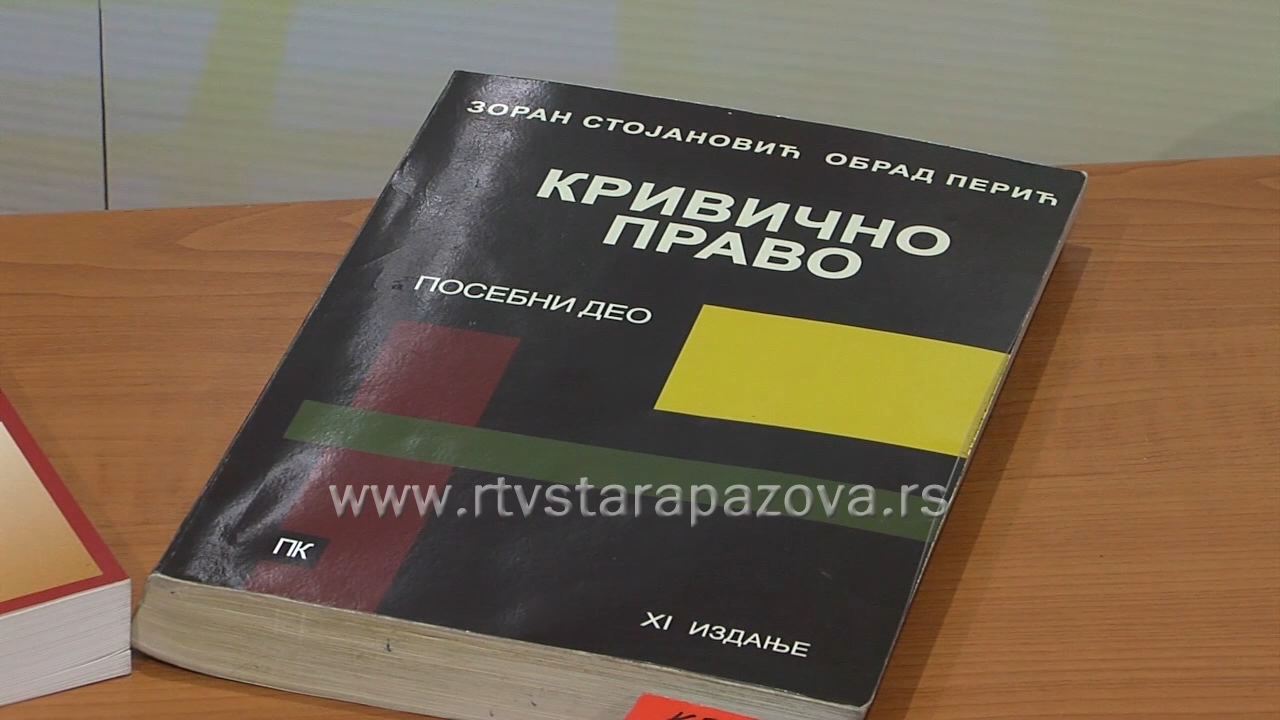 ЗОРАН СТОЈАНОВИЋ ОБРАД ПЕРИЋ
КРИВИЧНО
ПРАВО
ПОСЕБНИ ДЕО
www.rtvstarapazova.rs
ПК
XI ИЗДАЊЕ